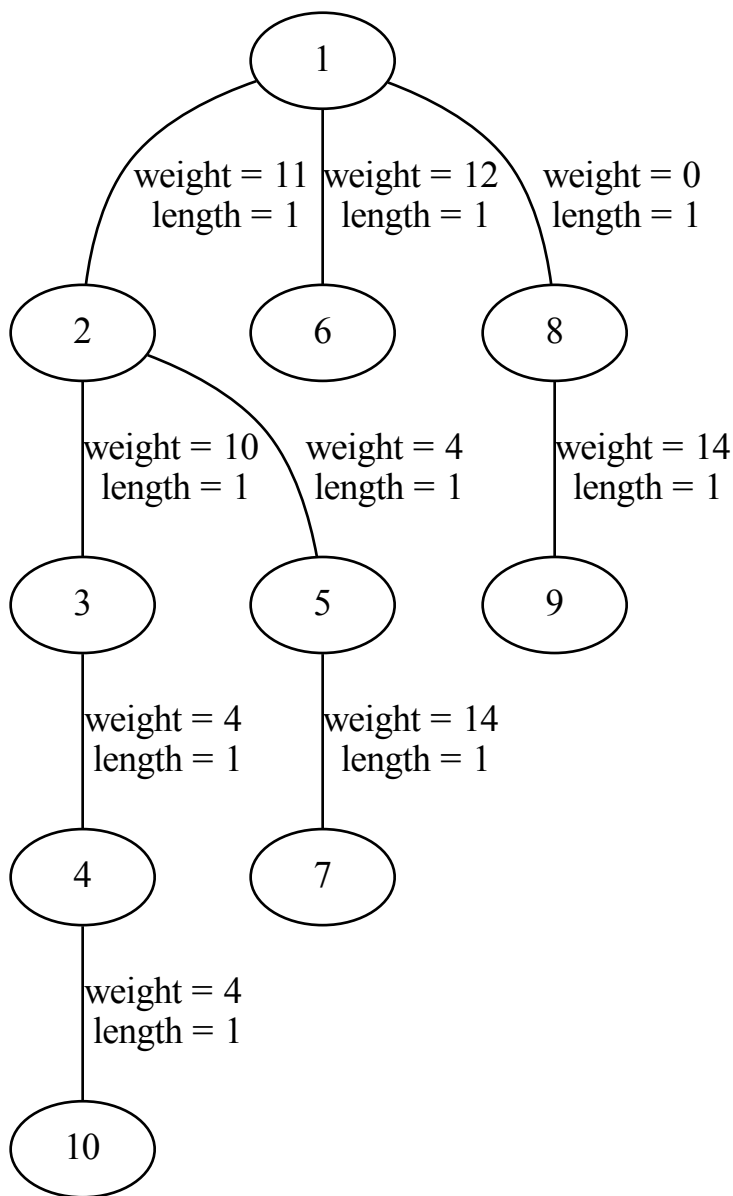 1
weight = 11
length = 1
weight = 12
length = 1
weight = 0
length = 1
2
6
8
weight = 10
length = 1
weight = 4
length = 1
weight = 14
length = 1
3
5
9
weight = 4
length = 1
weight = 14
length = 1
4
7
weight = 4
length = 1
10